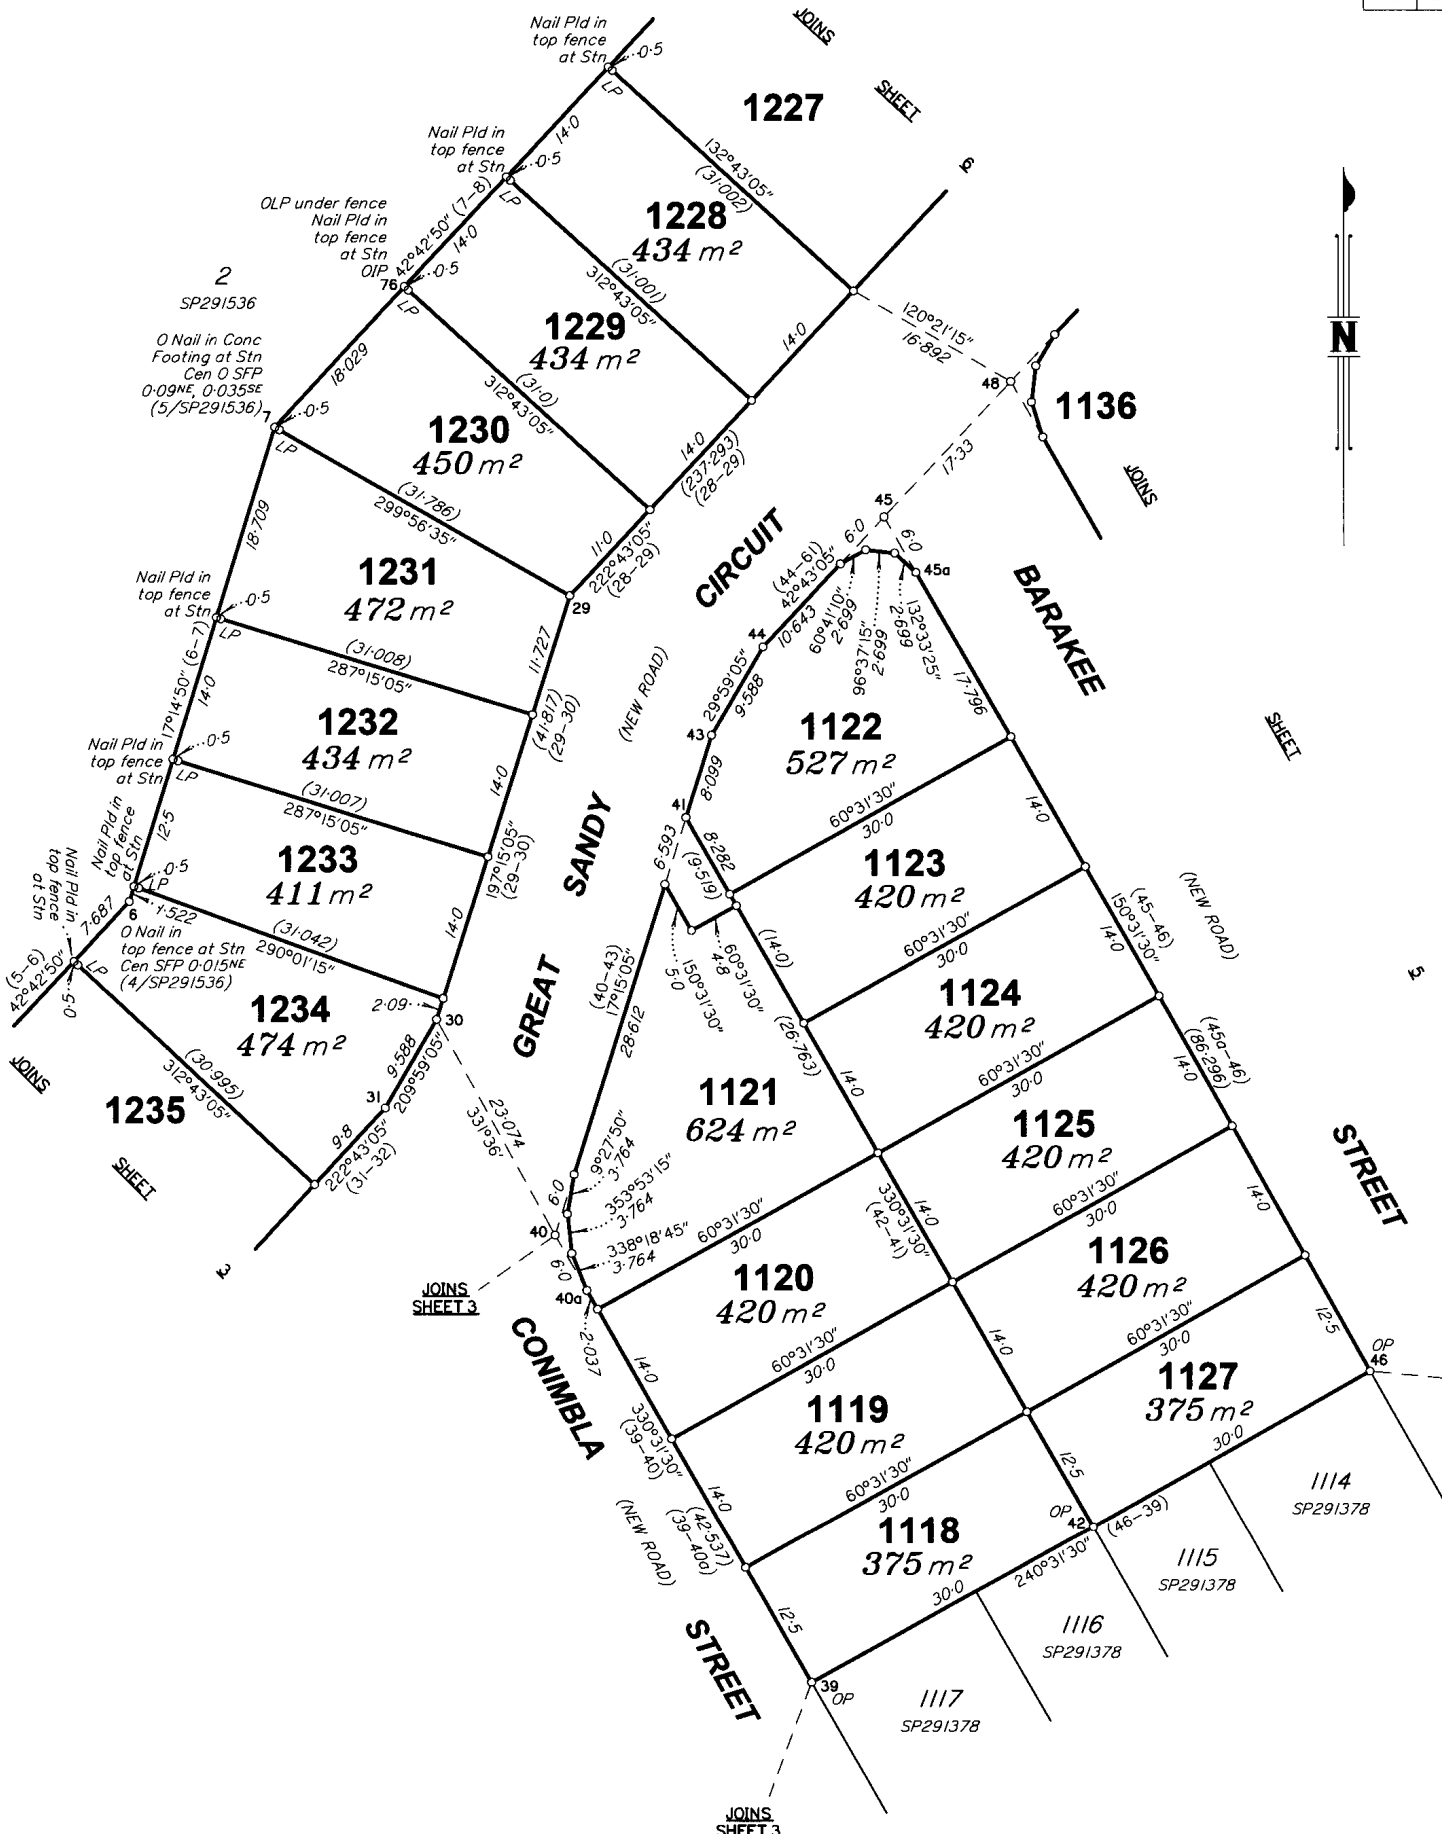 Nail Pld in
top fence
at Stn
0·5
LP
JOINS
SHEET
6
1227
14·0
132°43'05"
(31·002)
Nail Pld in
top fence
at Stn
0·5
LP
1228
434 m²
42°42'50" (7-8)
14·0
(31·001)
312°43'05"
OLP under fence
Nail Pld in
top fence
at Stn
OIP
76
0·5
LP
1229
434 m²
14·0
120°21'15"
16·892
48
1136
N
2
SP291536
O Nail in Conc
Footing at Stn
Cen O SFP
0·09NE, 0·035SE
(5/SP291536)
7
0·5
LP
18·029
(31·0)
312°43'05"
1230
450 m²
14·0
(237·293)
(28-29)
17·33
JOINS
SHEET
5
18·709
(31·786)
299°56'35"
11·0
222°43'05"
(28-29)
29
1231
472 m²
Nail Pld in
top fence
at Stn
0·5
LP
(31·008)
287°15'05"
11·727
(41·817)
(29-30)
17°14'50" (6-7)
14·0
1232
434 m²
Nail Pld in
top fence
at Stn
0·5
LP
(31·007)
287°15'05"
14·0
197°15'05"
(29-30)
12·5
1233
411 m²
Nail Pld in
top fence
at Stn
0·5
LP
6
1·522
(31·042)
290°01'15"
14·0
Nail Pld in
top fence
at Stn
7·687
(5-6)
42°42'50"
0·5
LP
O Nail in
top fence at Stn
Cen SFP 0·015NE
(4/SP291536)
1234
474 m²
2·09
30
9·588
209°59'05"
31
9·8
222°43'05"
(31-32)
(30·995)
312°43'05"
1235
JOINS
SHEET
3
GREAT
SANDY
CIRCUIT
(NEW ROAD)
45
6·0
6·0
45a
(44-61)
42°43'05"
10·643
44
60°41'10"
2·699
96°37'15"
2·699
132°33'25"
2·699
29°59'05"
9·588
43
8·099
41
1122
527 m²
17·796
BARAKEE
STREET
(NEW ROAD)
6·593
8·282
(9·519)
60°31'30"
30·0
14·0
1123
420 m²
60°31'30"
4·8
150°31'30"
5·0
(14·0)
60°31'30"
30·0
14·0
(45-46)
150°31'30"
1124
420 m²
(40-43)
17°15'05"
28·612
(26·763)
14·0
60°31'30"
30·0
14·0
(45a-46)
(86·296)
1121
624 m²
1125
420 m²
23·074
331°36'
9°27'50"
3·764
353°53'15"
3·764
338°18'45"
3·764
6·0
40
6·0
40a
2·037
JOINS
SHEET 3
60°31'30"
30·0
330°31'30"
(42-41)
14·0
60°31'30"
30·0
14·0
1120
420 m²
1126
420 m²
CONIMBLA
STREET
(NEW ROAD)
14·0
330°31'30"
(39-40)
60°31'30"
30·0
14·0
60°31'30"
30·0
12·5
OP
46
1119
420 m²
1127
375 m²
14·0
(42·537)
(39-40a)
60°31'30"
30·0
12·5
OP
42
30·0
(46-39)
1118
375 m²
12·5
30·0
240°31'30"
39
OP
1114
SP291378
1115
SP291378
1116
SP291378
1117
SP291378
JOINS
SHEET 3